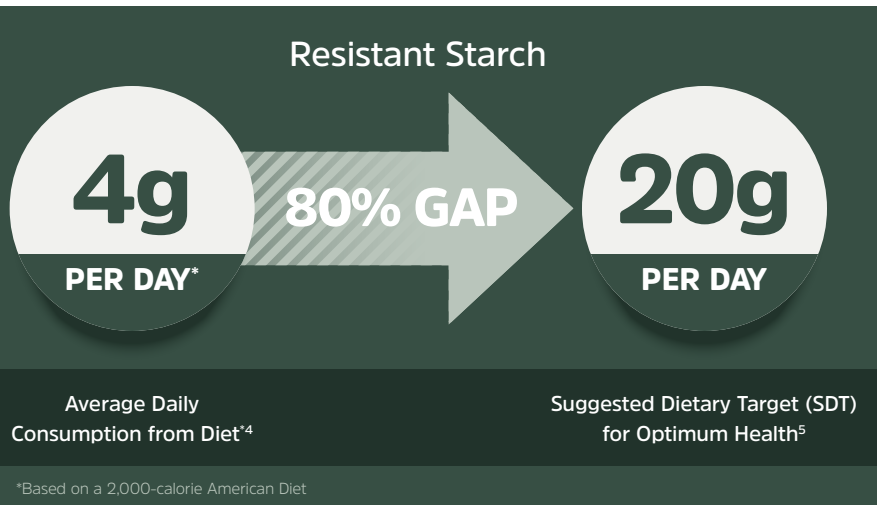 Resistant Starch
4g
PER DAY*
80% GAP
20g
PER DAY
Average Daily
Consumption from Diet*4
Suggested Dietary Target (SDT)
for Optimum Health5
*Based on a 2,000-calorie American Diet